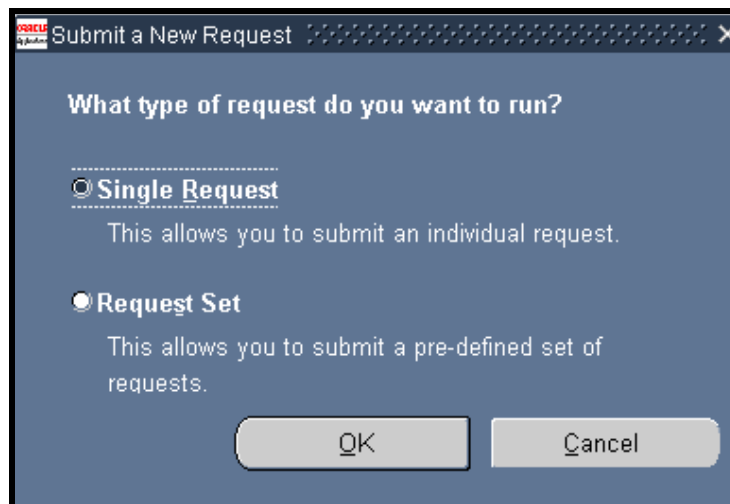 ORACLE
Submit a New Request
What type of request do you want to run?
Single Request
This allows you to submit an individual request.
Request Set
This allows you to submit a pre-defined set of
requests.
OK
Cancel